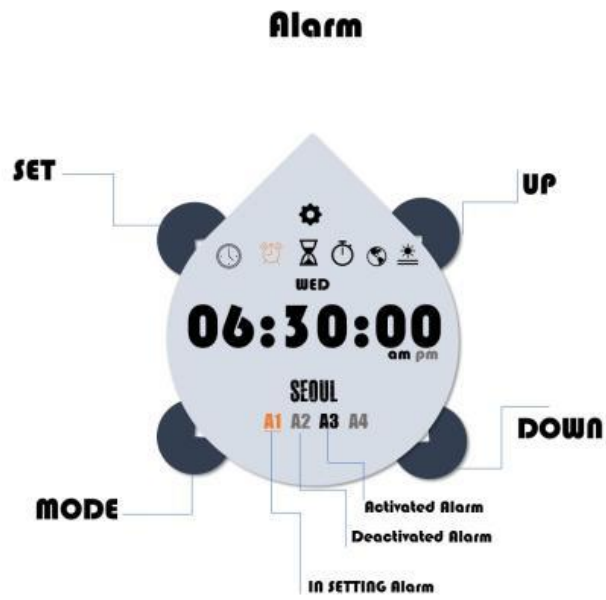 Alarm
SET
UP
WED
06:30:00
am pm
SEOUL
A1 A2 A3 A4
DOWN
MODE
Activated Alarm
Deactivated Alarm
IN SETTING Alarm